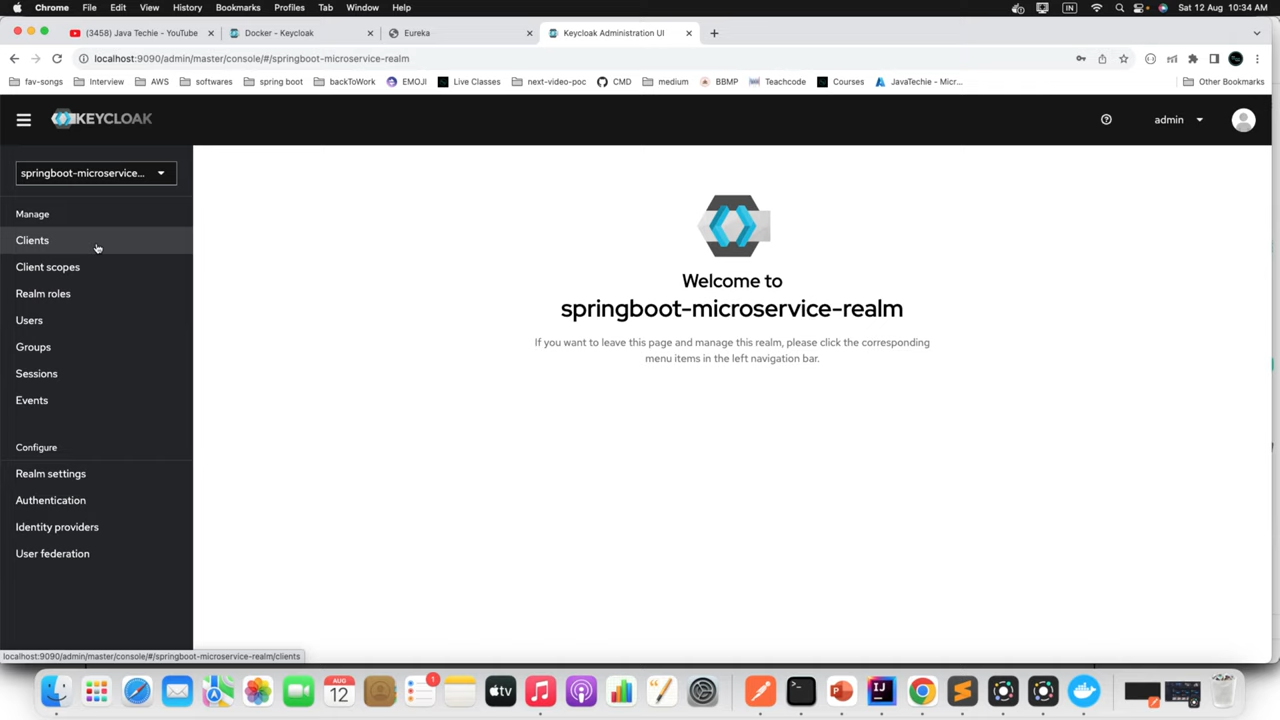 Chrome File Edit View History Bookmarks Profiles Tab Window Help IN Sat 12 Aug 10:34 AM
(3458) Java Techie - YouTube Docker - Keycloak Eureka Keycloak Administration UI
localhost:9090/admin/master/console/#/springboot-microservice-realm
fav-songs Interview AWS softwares spring boot backToWork EMOJI Live Classes next-video-poc CMD medium BBMP Teachcode Courses JavaTechie - Micr... Other Bookmarks
KEYCLOAK admin
springboot-microservice...
Manage
Clients
Client scopes
Realm roles
Users
Groups
Sessions
Events
Configure
Realm settings
Authentication
Identity providers
User federation
Welcome to
springboot-microservice-realm
If you want to leave this page and manage this realm, please click the corresponding
menu items in the left navigation bar.
localhost:9090/admin/master/console/#/springboot-microservice-realm/clients
AUG
12
tv
1